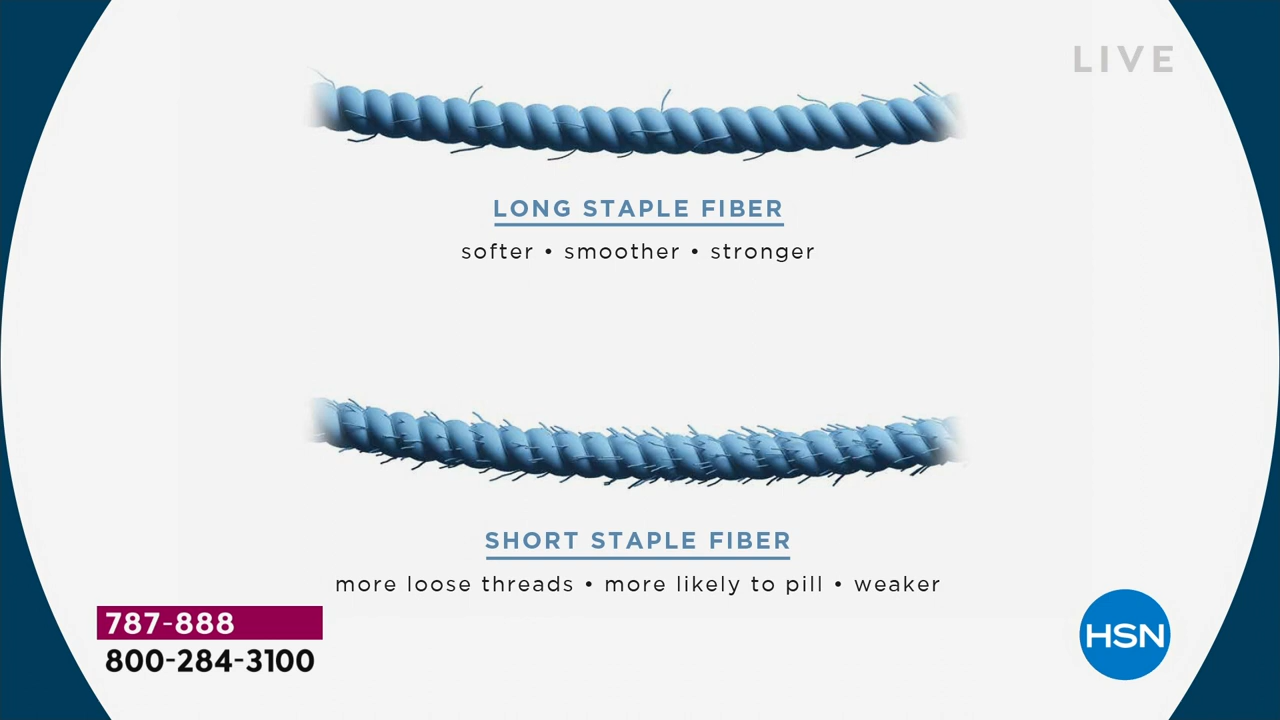 LIVE
LONG STAPLE FIBER
softer • smoother • stronger
SHORT STAPLE FIBER
more loose threads • more likely to pill • weaker
787-888
800-284-3100
HSN